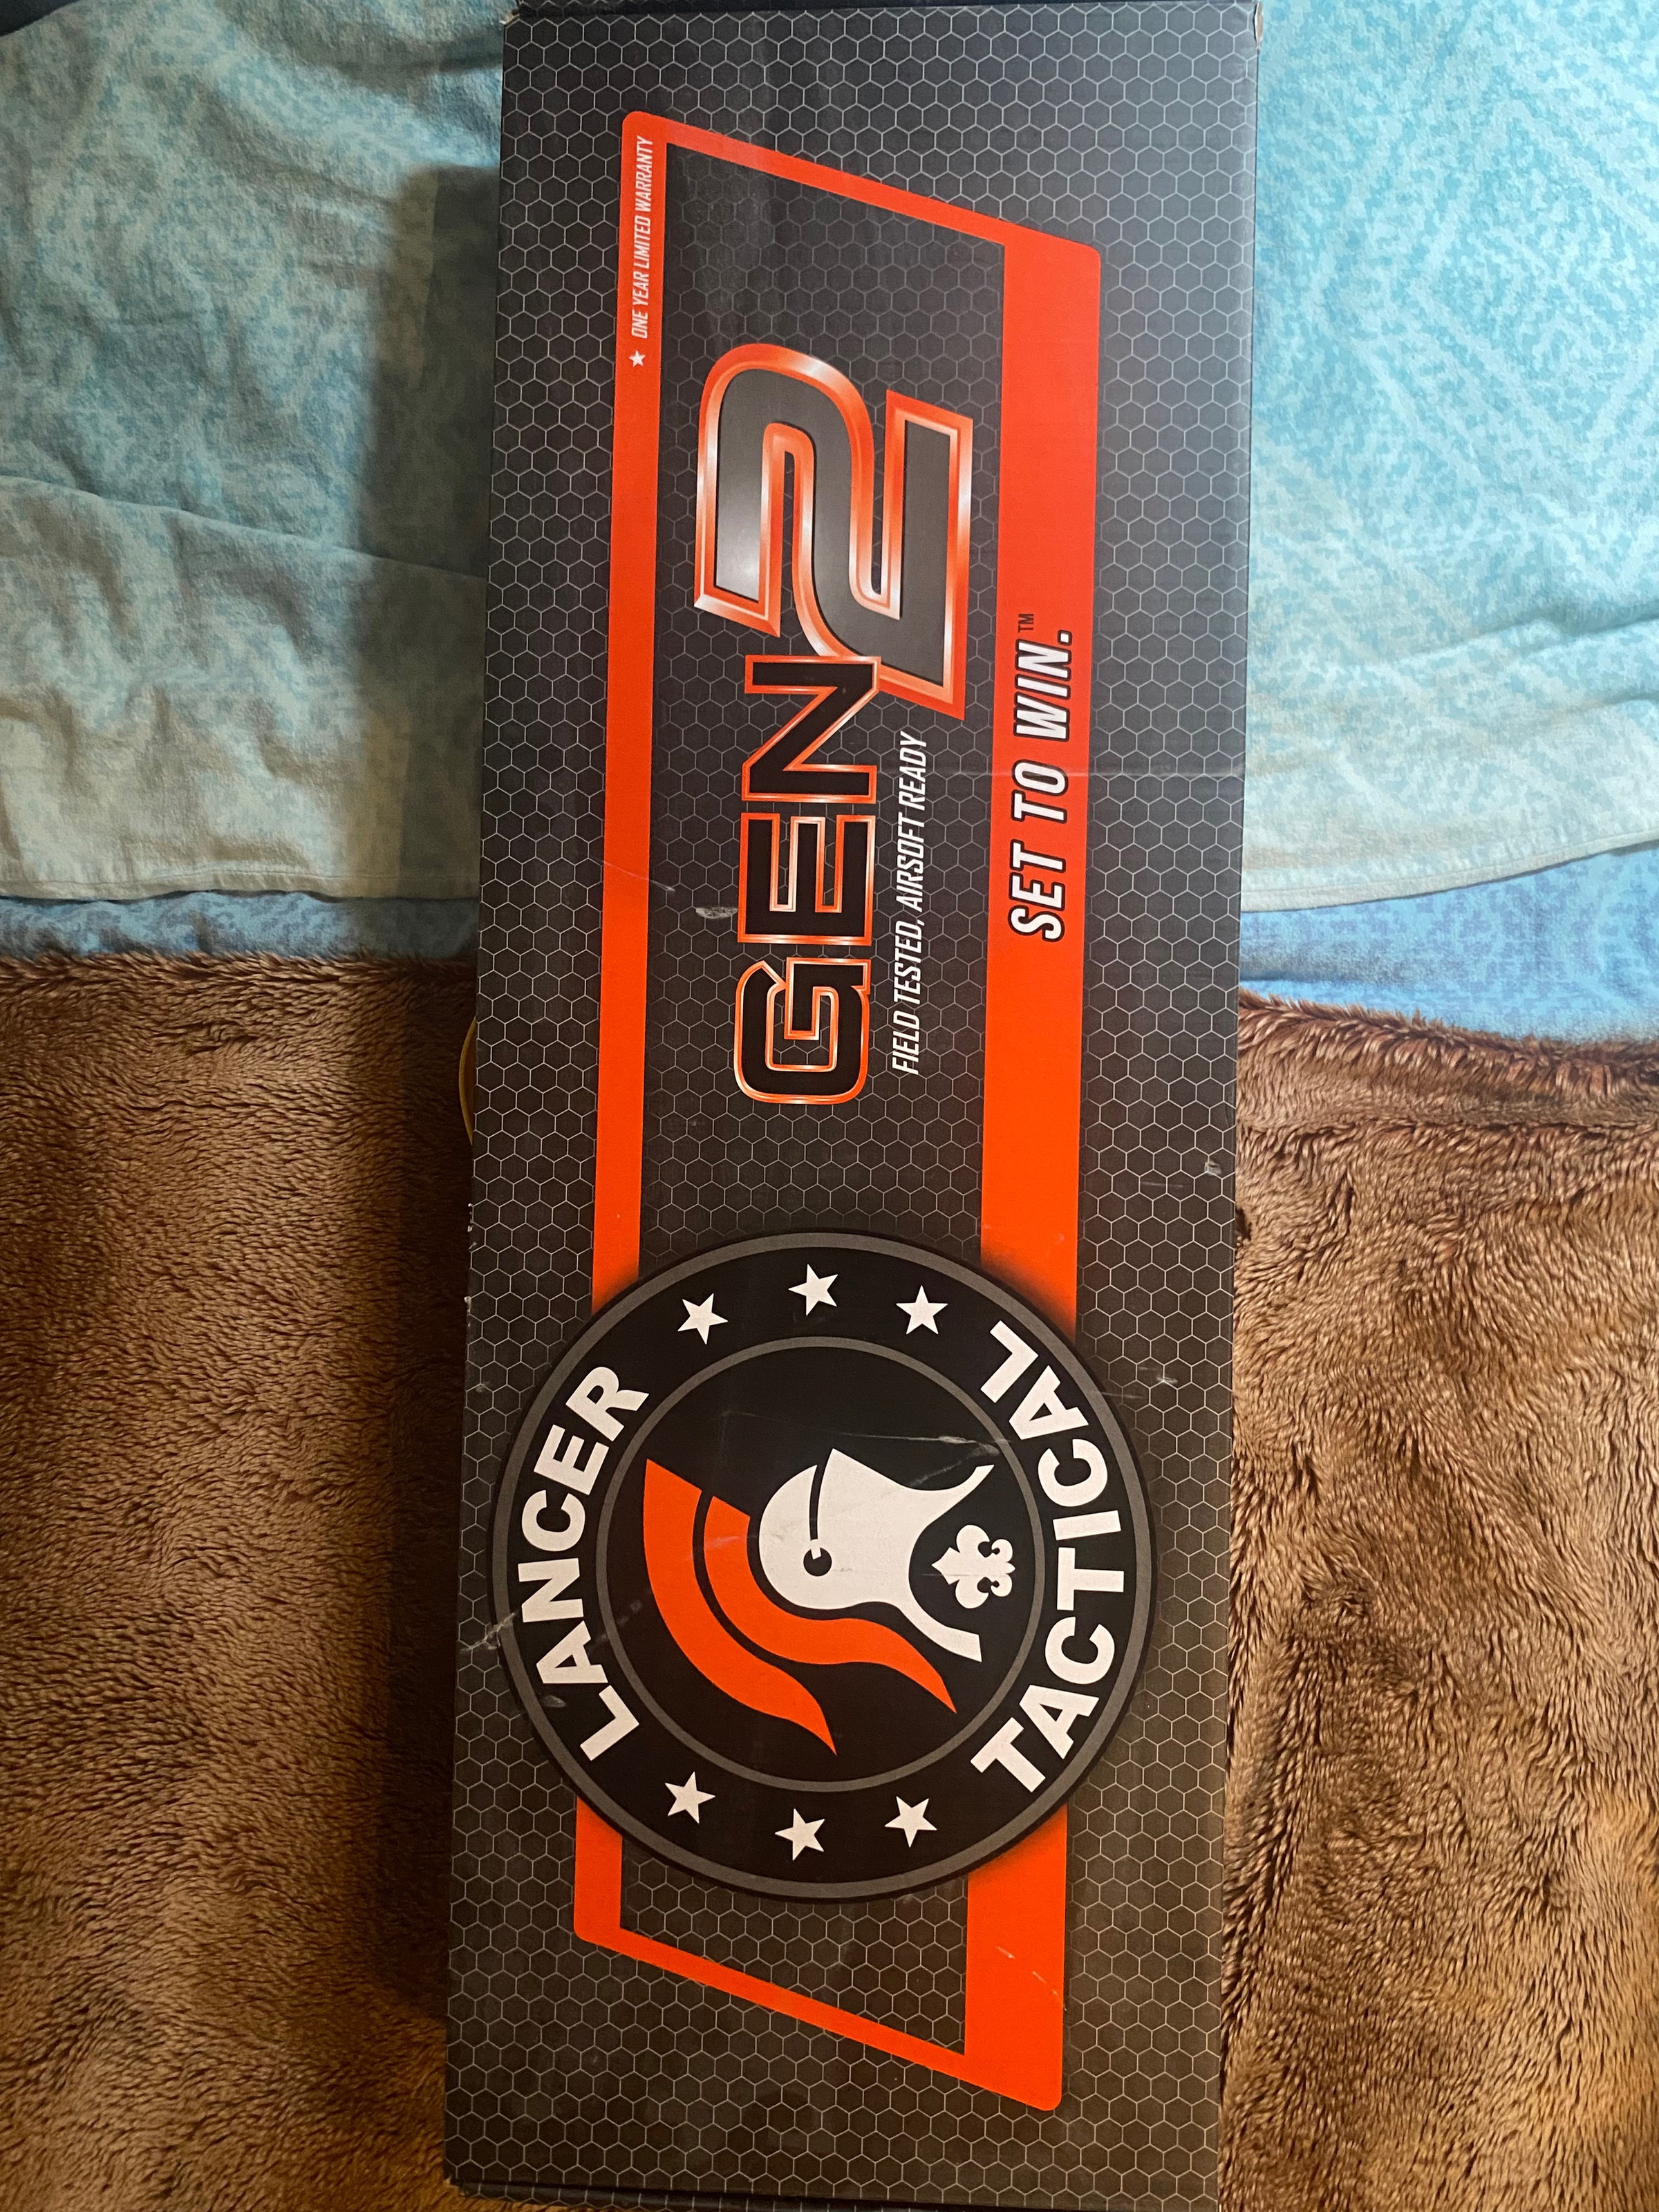 ★ ONE YEAR LIMITED WARRANTY
LANCER
TACTICAL
GEN2
FIELD TESTED, AIRSOFT READY
SET TO WIN.™